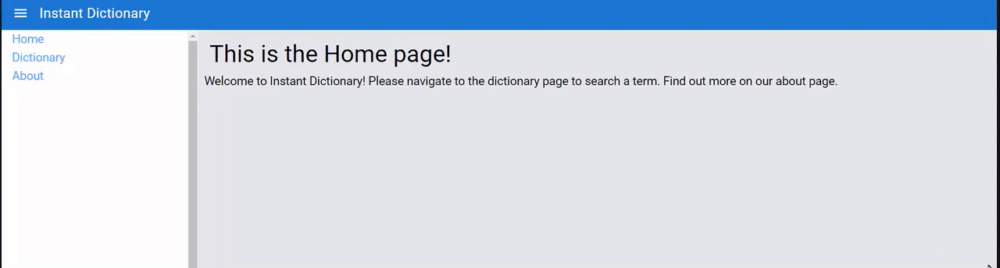 Instant Dictionary
Home
Dictionary
About
This is the Home page!
Welcome to Instant Dictionary! Please navigate to the dictionary page to search a term. Find out more on our about page.